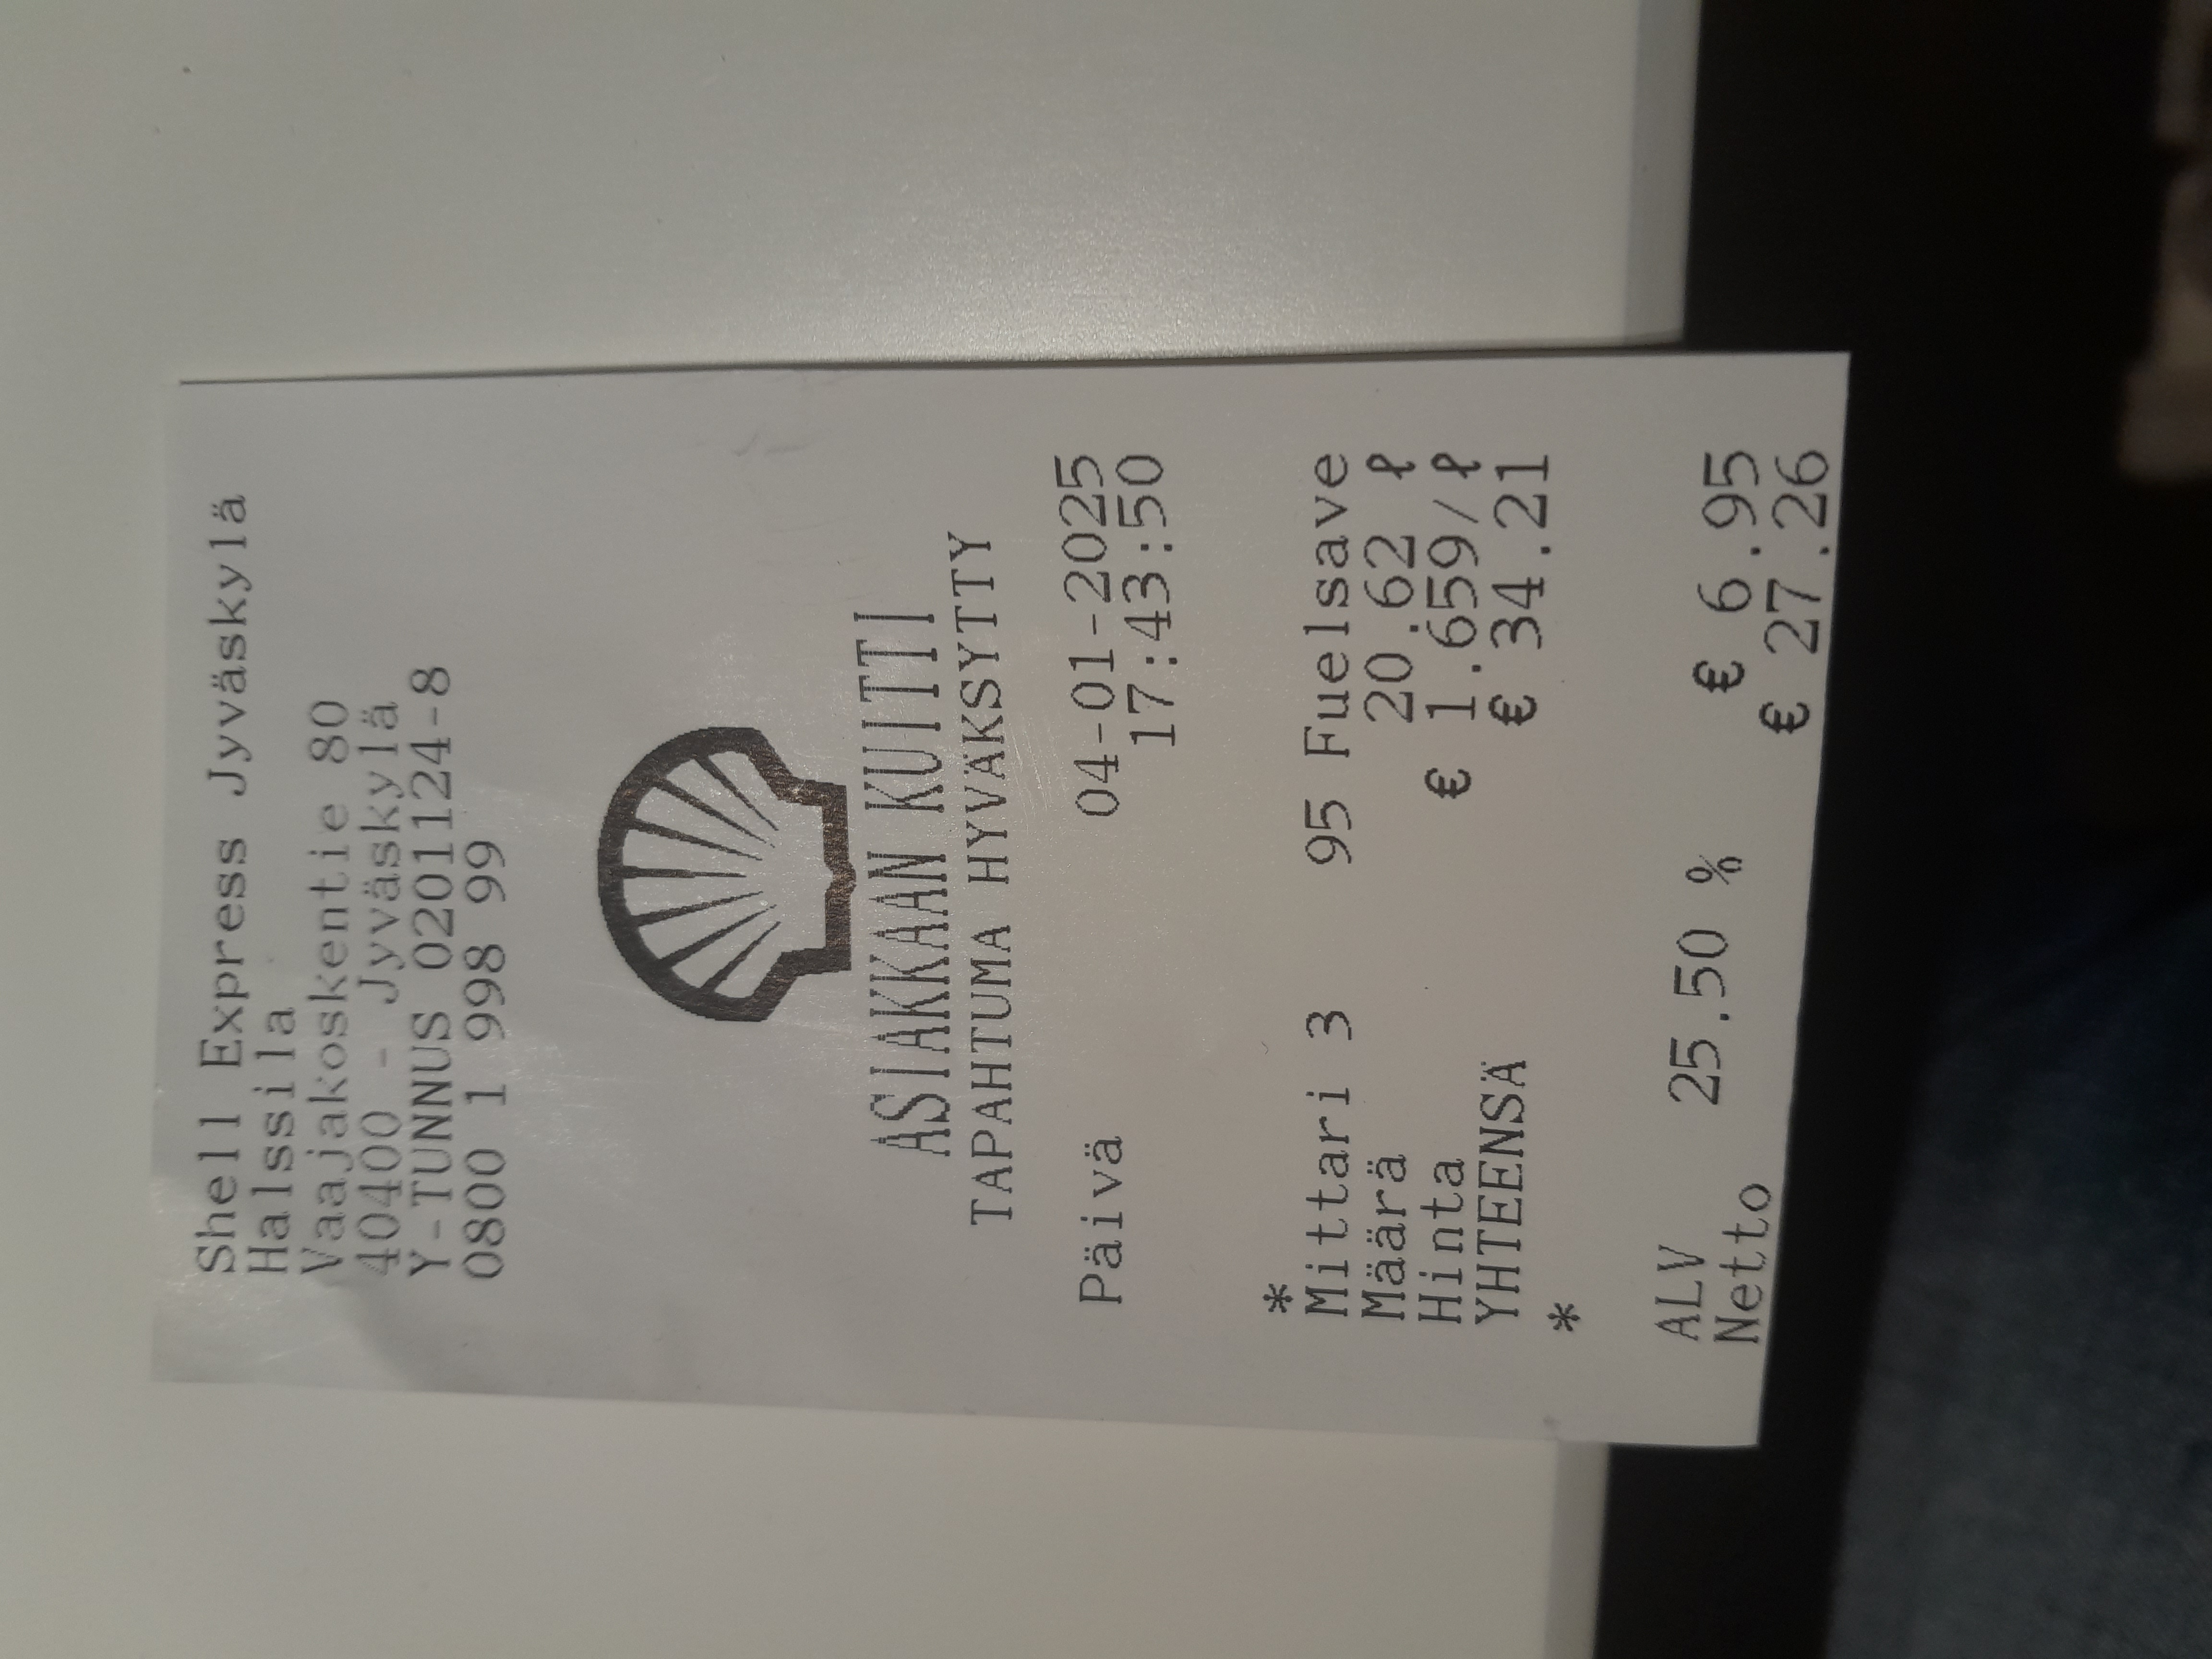 Shell Express Jyväskylä
Halssila
Vaajakoskentie 80
40400 - Jyväskylä
Y-TUNNUS 0201124-8
0800 1 998 99
ASIAKKAAN KUITTI
TAPAHTUMA HYVÄKSYTTY
Päivä 04-01-2025
17:43:50
*
Mittari 3 95 Fuelsave
Määrä 20.62 ℓ
Hinta € 1.659/ℓ
YHTEENSÄ € 34.21
*
ALV 25.50 % € 6.95
Netto € 27.26